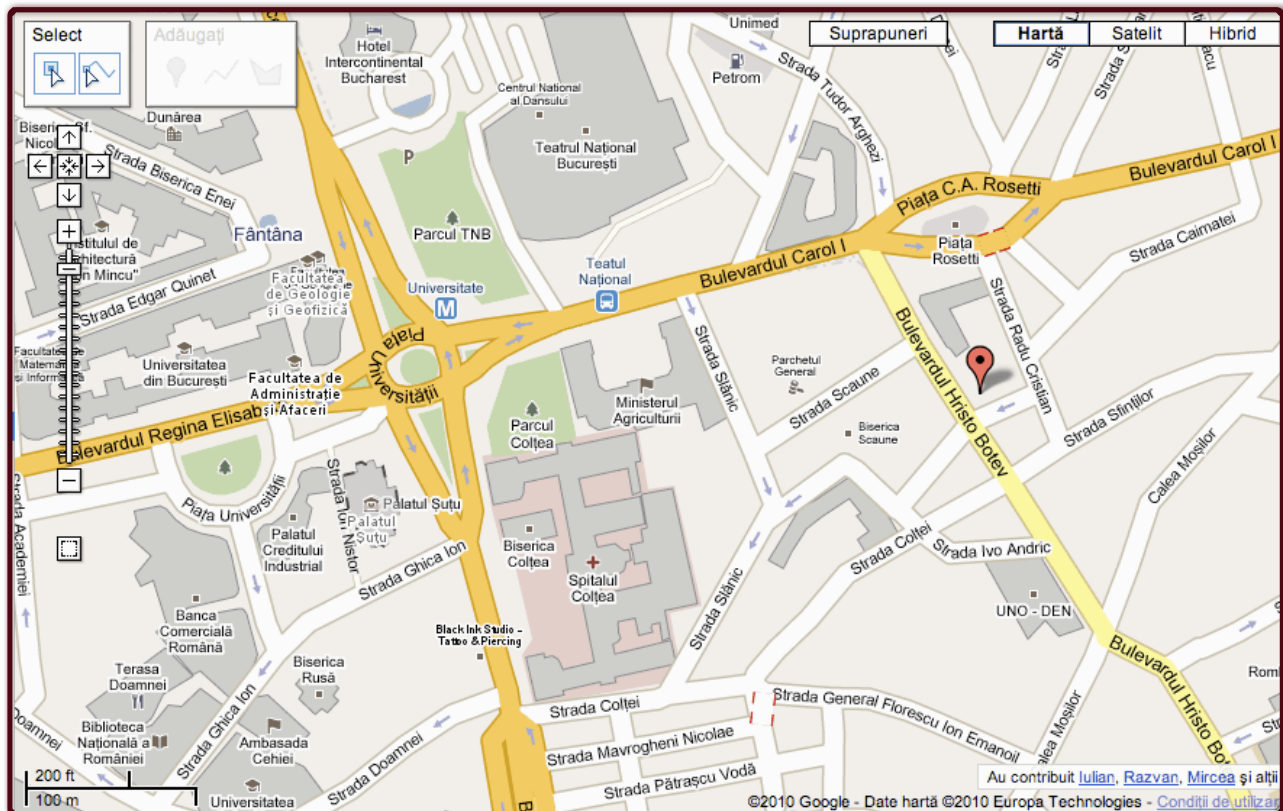 Select
Adăugați
Suprapuneri
Hartă
Satelit
Hibrid
Hotel
Intercontinental
Bucharest
Unimed
Petrom
Strada Tudor Arghezi
Centrul National
al Dansului
Teatrul Național
București
P
Dunărea
Strada Biserica Enei
Fântâna
Parcul TNB
Piața C.A. Rosetti
Bulevardul Carol I
Piața
Rosetti
Strada Caimatei
Bulevardul Carol I
Teatul
Național
Universitate
M
Strada Edgar Quinet
Facultatea
de Geologie
și Geofizică
Universitatea
din București
Facultatea de
Administrație
și Afaceri
Piața Universității
Bulevardul Regina Elisab
Parcul
Colțea
Ministerul
Agriculturii
Strada Slănic
Parchetul
General
Strada Scaune
Biserica
Scaune
Bulevardul Hristo Botev
Strada Radu Cristian
Strada Sfinților
Calea Moșilor
Strada Academiei
Piața Universității
Palatul
Creditului
Industrial
Strada Ion Nistor
Palatul Șuțu
Palatul
Șuțu
Strada Ghica Ion
Biserica
Colțea
Spitalul
Colțea
Strada Slănic
Strada Colței
Strada Ivo Andric
UNO - DEN
Bulevardul Hristo Bot
Banca
Comercială
Română
Black Ink Studio -
Tattoo & Piercing
Terasa
Doamnei
Biserica
Rusă
Strada Ghica Ion
Biblioteca
Națională a
României
Ambasada
Cehiei
Strada Doamnei
Doamnei
Universitatea
Strada Colței
Strada General Florescu Ion Emanoil
Calea Moșilor
Strada Mavrogheni Nicolae
Strada Pătrașcu Vodă
200 ft
100 m
Au contribuit Iulian, Razvan, Mircea și alții
©2010 Google - Date hartă ©2010 Europa Technologies - Condiții de utiliza